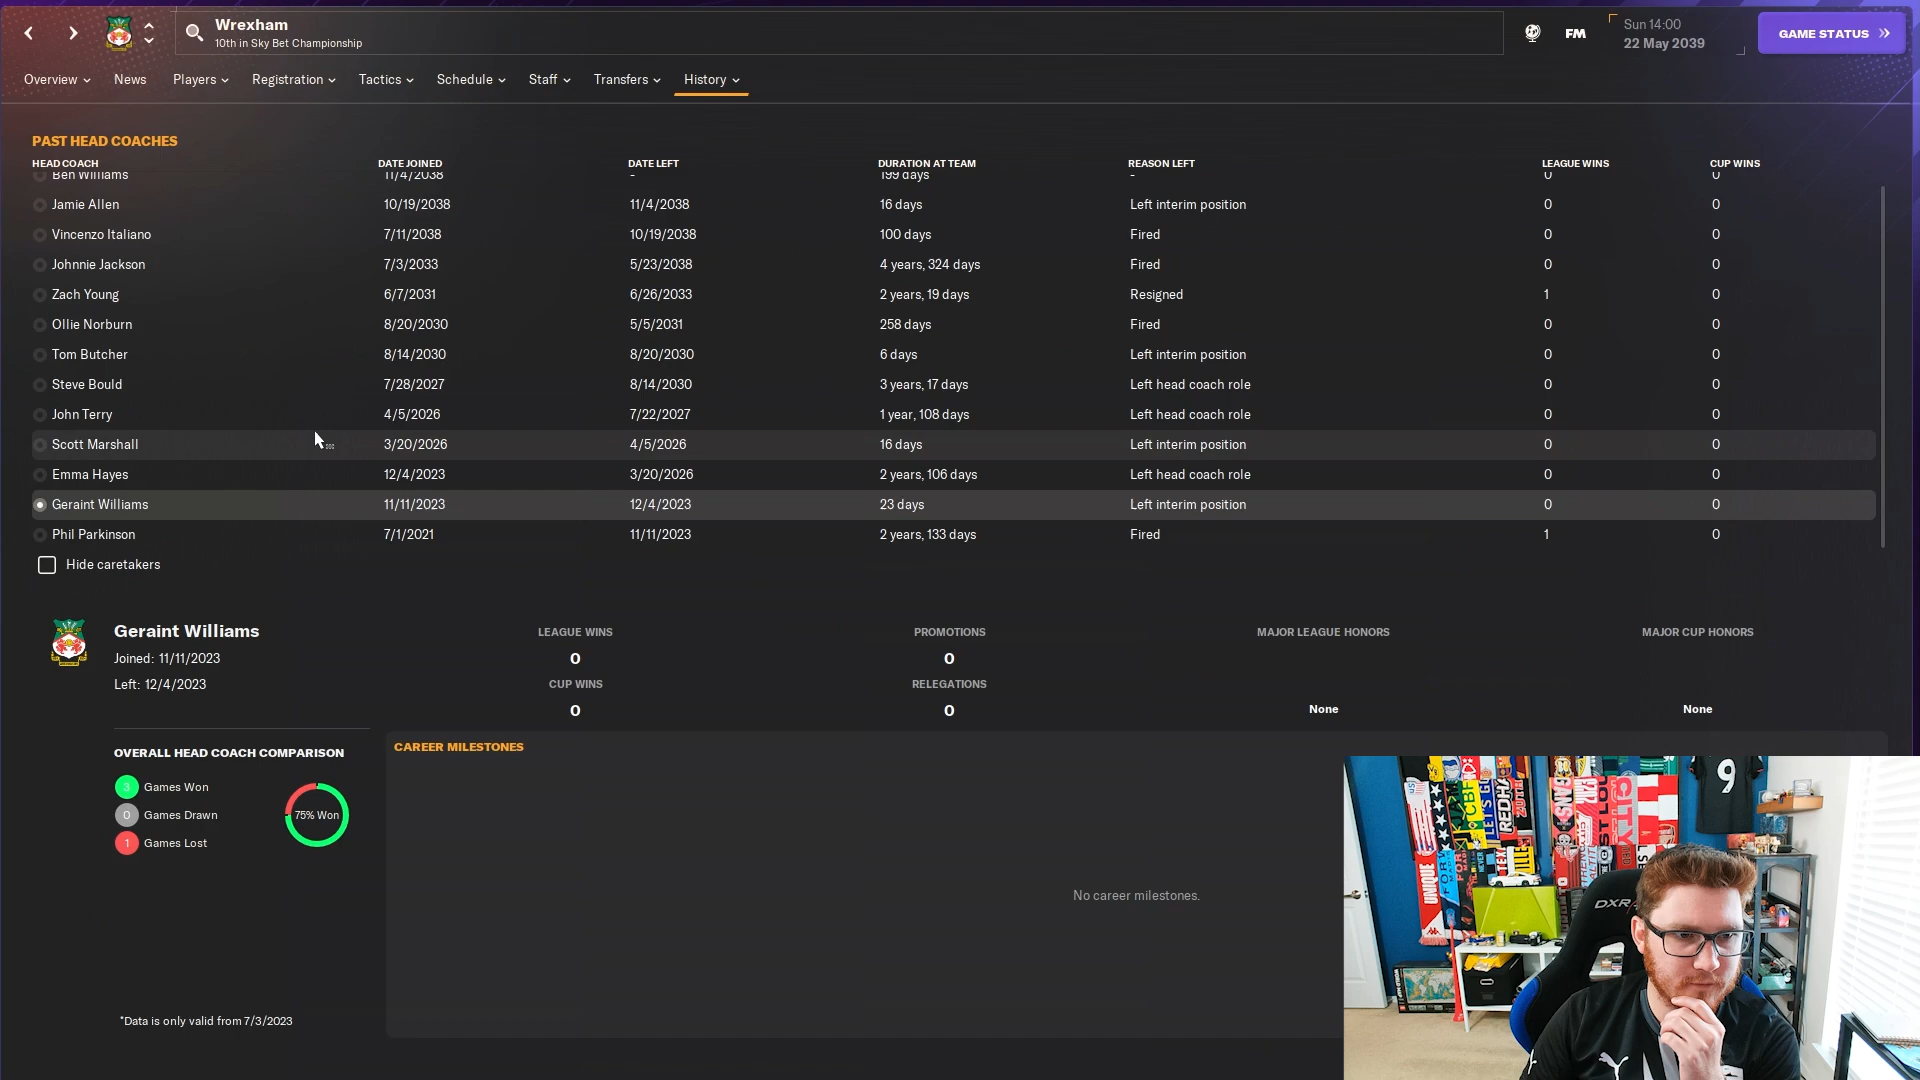 Wrexham
10th in Sky Bet Championship
FM
Sun 14:00
22 May 2039
GAME STATUS
Overview News Players Registration Tactics Schedule Staff Transfers History
PAST HEAD COACHES
HEAD COACH DATE JOINED DATE LEFT DURATION AT TEAM REASON LEFT LEAGUE WINS CUP WINS
Ben Williams 11/4/2038 - 199 days - 0 0
Jamie Allen 10/19/2038 11/4/2038 16 days Left interim position 0 0
Vincenzo Italiano 7/11/2038 10/19/2038 100 days Fired 0 0
Johnnie Jackson 7/3/2033 5/23/2038 4 years, 324 days Fired 0 0
Zach Young 6/7/2031 6/26/2033 2 years, 19 days Resigned 1 0
Ollie Norburn 8/20/2030 5/5/2031 258 days Fired 0 0
Tom Butcher 8/14/2030 8/20/2030 6 days Left interim position 0 0
Steve Bould 7/28/2027 8/14/2030 3 years, 17 days Left head coach role 0 0
John Terry 4/5/2026 7/22/2027 1 year, 108 days Left head coach role 0 0
Scott Marshall 3/20/2026 4/5/2026 16 days Left interim position 0 0
Emma Hayes 12/4/2023 3/20/2026 2 years, 106 days Left head coach role 0 0
Geraint Williams 11/11/2023 12/4/2023 23 days Left interim position 0 0
Phil Parkinson 7/1/2021 11/11/2023 2 years, 133 days Fired 1 0
Hide caretakers
Geraint Williams
Joined: 11/11/2023
Left: 12/4/2023
LEAGUE WINS PROMOTIONS MAJOR LEAGUE HONORS MAJOR CUP HONORS
0 0
CUP WINS RELEGATIONS
0 0 None None
OVERALL HEAD COACH COMPARISON
3 Games Won
0 Games Drawn
1 Games Lost
75% Won
CAREER MILESTONES
No career milestones.
*Data is only valid from 7/3/2023
9
UNIQUE
CITY
DXR